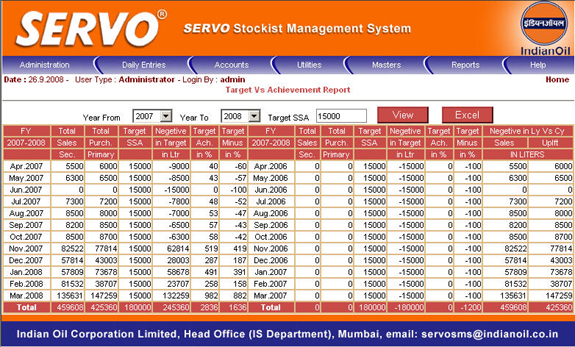 SERVO®
SERVO Stockist Management System
इंडियनऑयल
IndianOil
Administration Daily Entries Accounts Utilities Masters Reports Help
Date : 26.9.2008 - User Type : Administrator - Login By : admin Home
Target Vs Achievement Report
Year From 2007 Year To 2008 Target SSA 15000 View Excel
FY Total Total Target Negetive Target Target FY Total Total Target Negetive Target Target Negetive in Ly Vs Cy
2007-2008 Sales Purch. SSA in Target Ach. Minus 2007-2008 Sales Purch. SSA in Target Ach. Minus Sales Uplft
Sec. Primary in Ltr in % in % Sec. Primary in Ltr in % in % IN LITERS
Apr.2007 5500 6000 15000 -9000 40 -60 Apr.2006 0 0 15000 -15000 0 -100 5500 6000
May.2007 6300 6500 15000 -8500 43 -57 May.2006 0 0 15000 -15000 0 -100 6300 6500
Jun.2007 0 0 15000 -15000 0 -100 Jun.2006 0 0 15000 -15000 0 -100 0 0
Jul.2007 7300 7200 15000 -7800 48 -52 Jul.2006 0 0 15000 -15000 0 -100 7300 7200
Aug.2007 8500 8000 15000 -7000 53 -47 Aug.2006 0 0 15000 -15000 0 -100 8500 8000
Sep.2007 8200 8500 15000 -6500 57 -43 Sep.2006 0 0 15000 -15000 0 -100 8200 8500
Oct.2007 8500 8700 15000 -6300 58 -42 Oct.2006 0 0 15000 -15000 0 -100 8500 8700
Nov.2007 82522 77814 15000 62814 519 419 Nov.2006 0 0 15000 -15000 0 -100 82522 77814
Dec.2007 57814 43003 15000 28003 287 187 Dec.2006 0 0 15000 -15000 0 -100 57814 43003
Jan.2008 57809 73678 15000 58678 491 391 Jan.2006 0 0 15000 -15000 0 -100 57809 73678
Feb.2008 81532 38707 15000 23707 258 158 Feb.2006 0 0 15000 -15000 0 -100 81532 38707
Mar.2008 135631 147259 15000 132259 982 882 Mar.2006 0 0 15000 -15000 0 -100 135631 147259
Total 459608 425360 180000 245360 2836 1636 Total 0 0 180000 -180000 0 -1200 459608 425360
Indian Oil Corporation Limited, Head Office (IS Department), Mumbai, email: servosms@indianoil.co.in